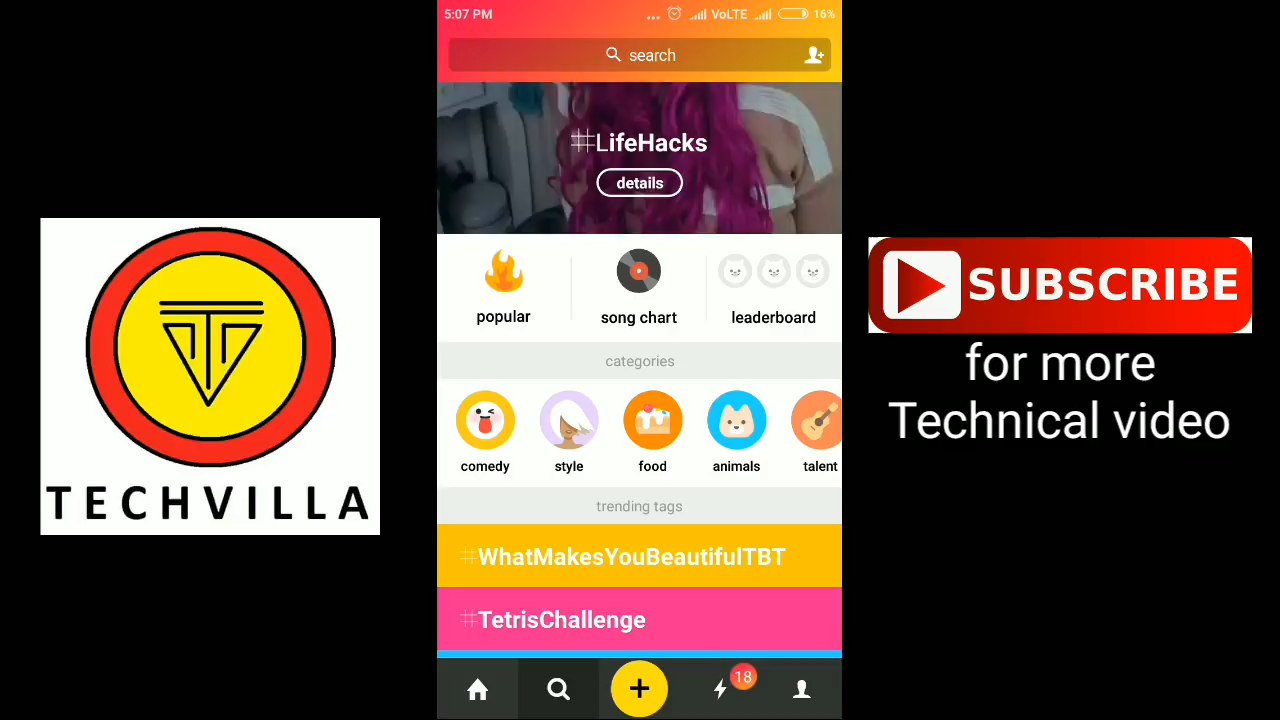 5:07 PM
... VoLTE 16%
search
#LifeHacks
details
popular
song chart
leaderboard
categories
comedy
style
food
animals
talent
trending tags
#WhatMakesYouBeautifulTBT
#TetrisChallenge
18
TECHVILLA
SUBSCRIBE
for more
Technical video